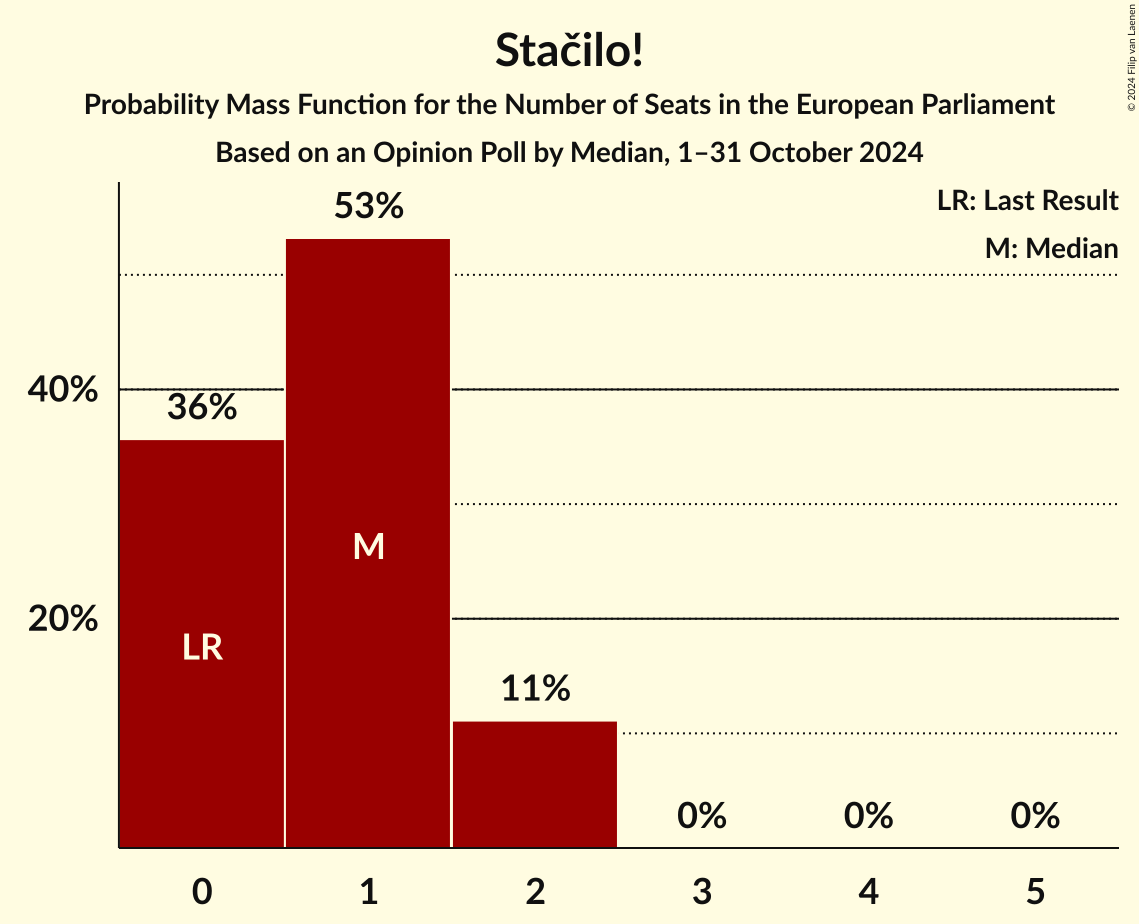 Stačilo!
Probability Mass Function for the Number of Seats in the European Parliament
Based on an Opinion Poll by Median, 1–31 October 2024
© 2024 Filip van Laenen
LR: Last Result
M: Median
53%
40%
36%
M
20%
LR
11%
0%
0%
0%
0
1
2
3
4
5